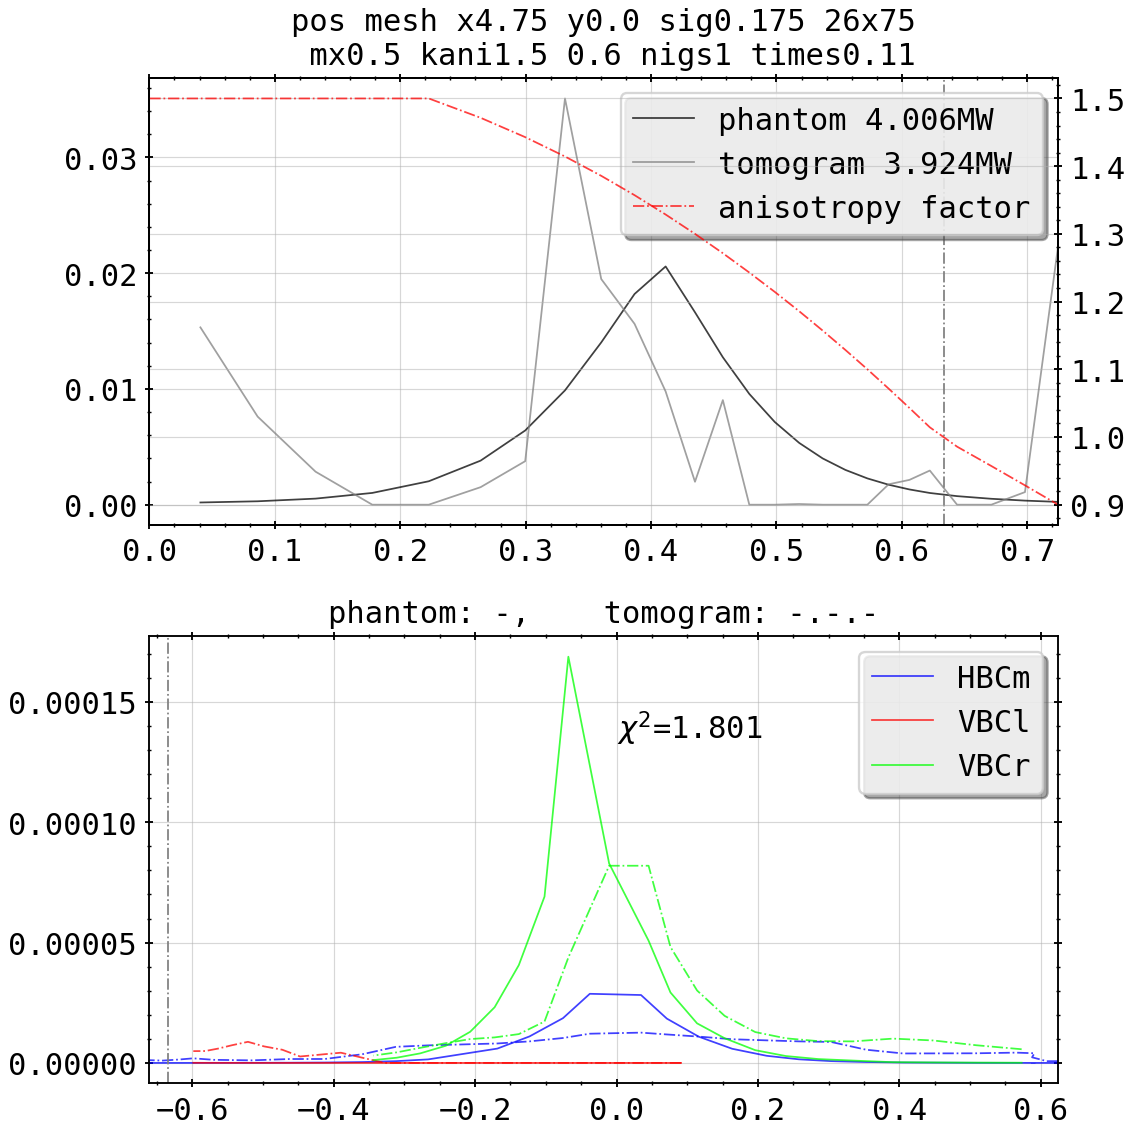 pos mesh x4.75 y0.0 sig0.175 26x75
mx0.5 kani1.5 0.6 nigs1 times0.11
phantom 4.006MW
tomogram 3.924MW
anisotropy factor
0.03
0.02
0.01
0.00
1.5
1.4
1.3
1.2
1.1
1.0
0.9
0.0 0.1 0.2 0.3 0.4 0.5 0.6 0.7
phantom: -, tomogram: -.-.-
HBCm
VBCl
VBCr
χ²=1.801
0.00015
0.00010
0.00005
0.00000
−0.6 −0.4 −0.2 0.0 0.2 0.4 0.6